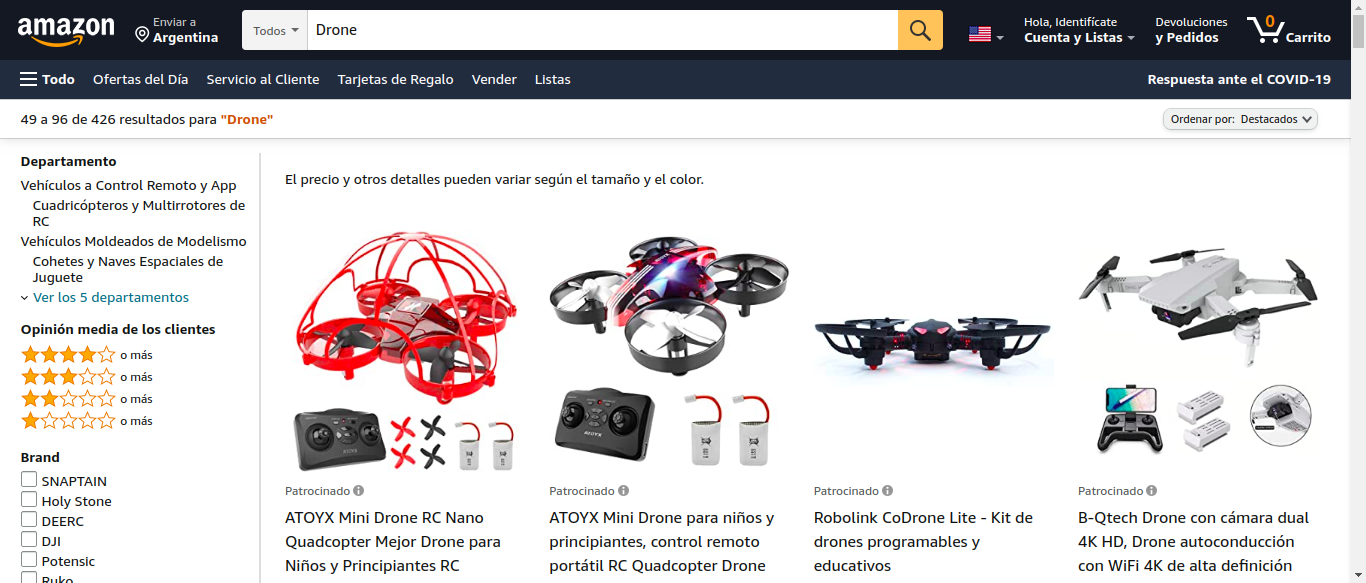 amazon
Enviar a
Argentina
Todos
Drone
Hola, Identifícate
Cuenta y Listas
Devoluciones
y Pedidos
0
Carrito
Todo
Ofertas del Día
Servicio al Cliente
Tarjetas de Regalo
Vender
Listas
Respuesta ante el COVID-19
49 a 96 de 426 resultados para "Drone"
Ordenar por: Destacados
Departamento
Vehículos a Control Remoto y App
Cuadricópteros y Multirrotores de
RC
Vehículos Moldeados de Modelismo
Cohetes y Naves Espaciales de
Juguete
Ver los 5 departamentos
Opinión media de los clientes
o más
o más
o más
o más
Brand
SNAPTAIN
Holy Stone
DEERC
DJI
Potensic
Ruko
El precio y otros detalles pueden variar según el tamaño y el color.
ATOYX
Patrocinado
ATOYX Mini Drone RC Nano
Quadcopter Mejor Drone para
Niños y Principiantes RC
ATOYX
Patrocinado
ATOYX Mini Drone para niños y
principiantes, control remoto
portátil RC Quadcopter Drone
Patrocinado
Robolink CoDrone Lite - Kit de
drones programables y
educativos
Patrocinado
B-Qtech Drone con cámara dual
4K HD, Drone autoconducción
con WiFi 4K de alta definición